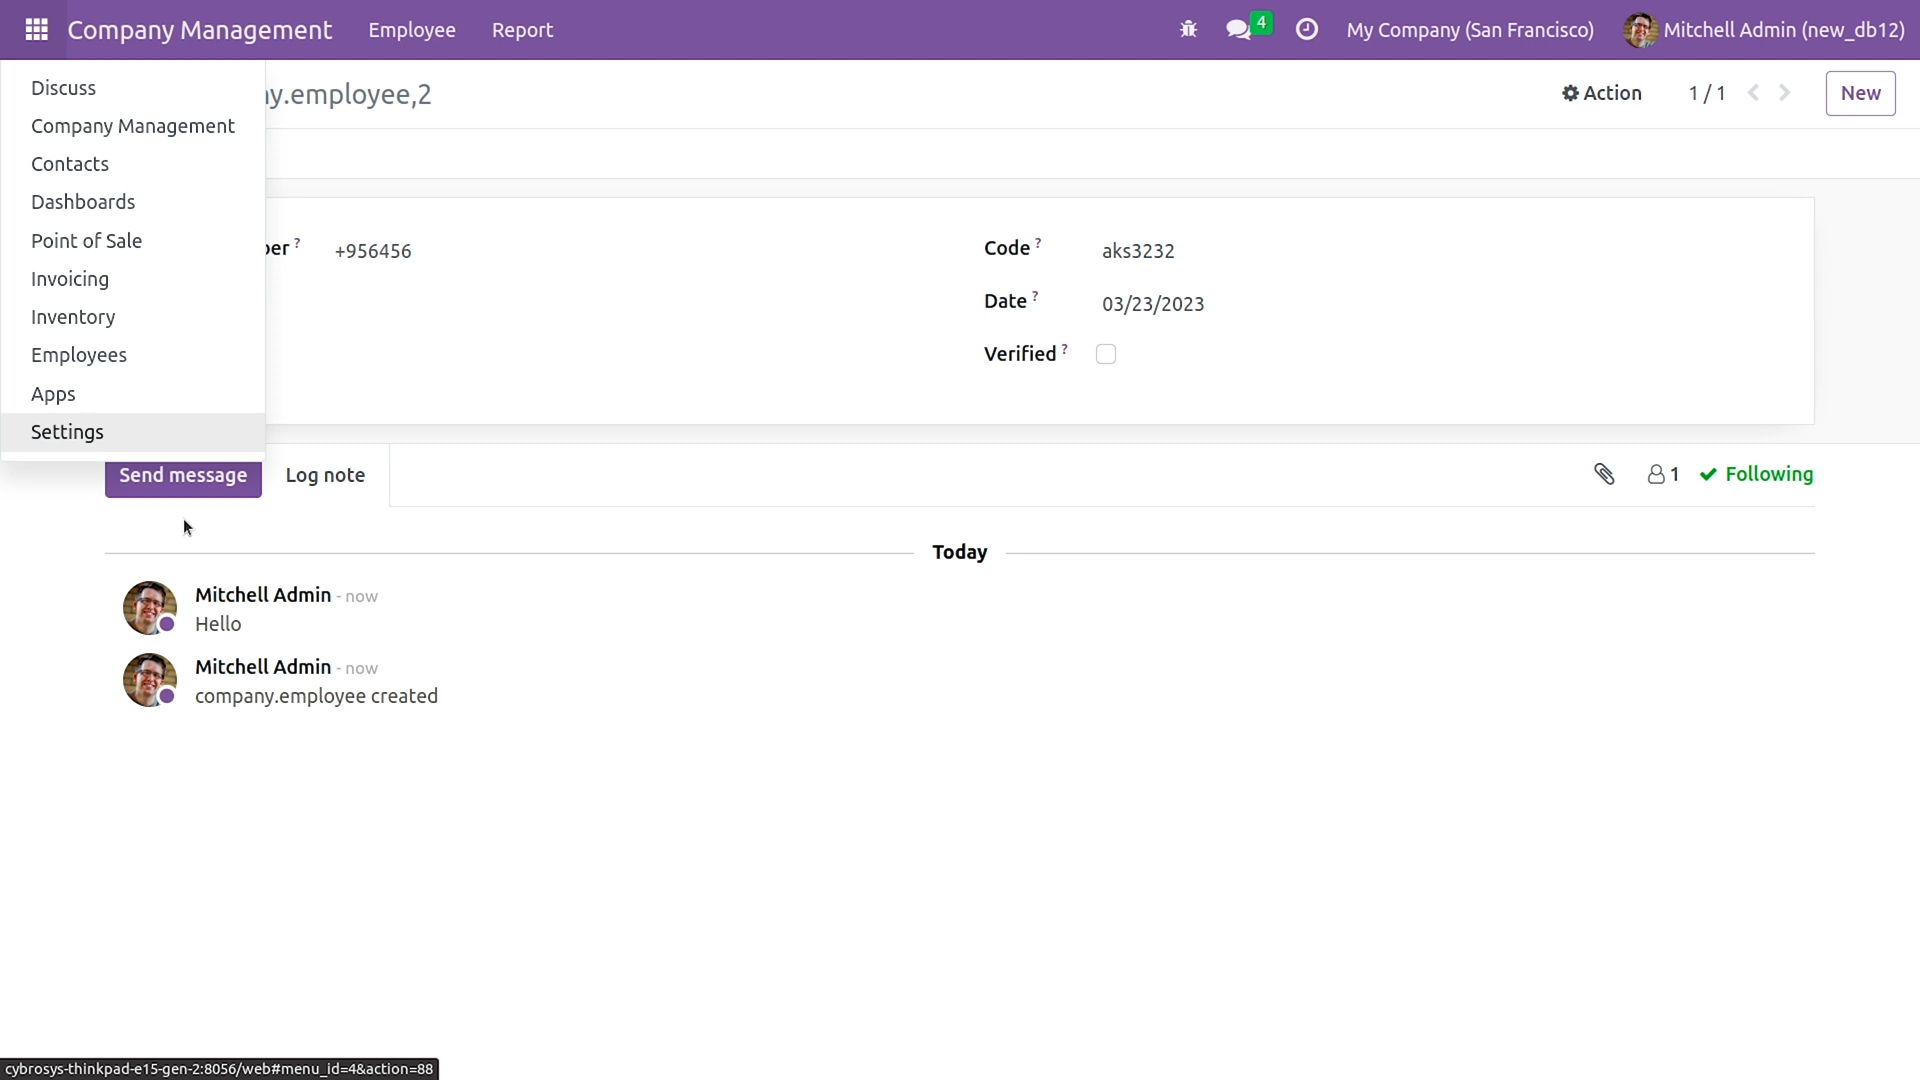 Company Management Employee Report 4 My Company (San Francisco) Mitchell Admin (new_db12)
Discuss
Company Management
Contacts
Dashboards
Point of Sale
Invoicing
Inventory
Employees
Apps
Settings
.employee,2
Action 1 / 1 New
? +956456
Code ? aks3232
Date ? 03/23/2023
Verified ?
Send message Log note 1 Following
Today
Mitchell Admin - now
Hello
Mitchell Admin - now
company.employee created
cybrosys-thinkpad-e15-gen-2:8056/web#menu_id=4&action=88